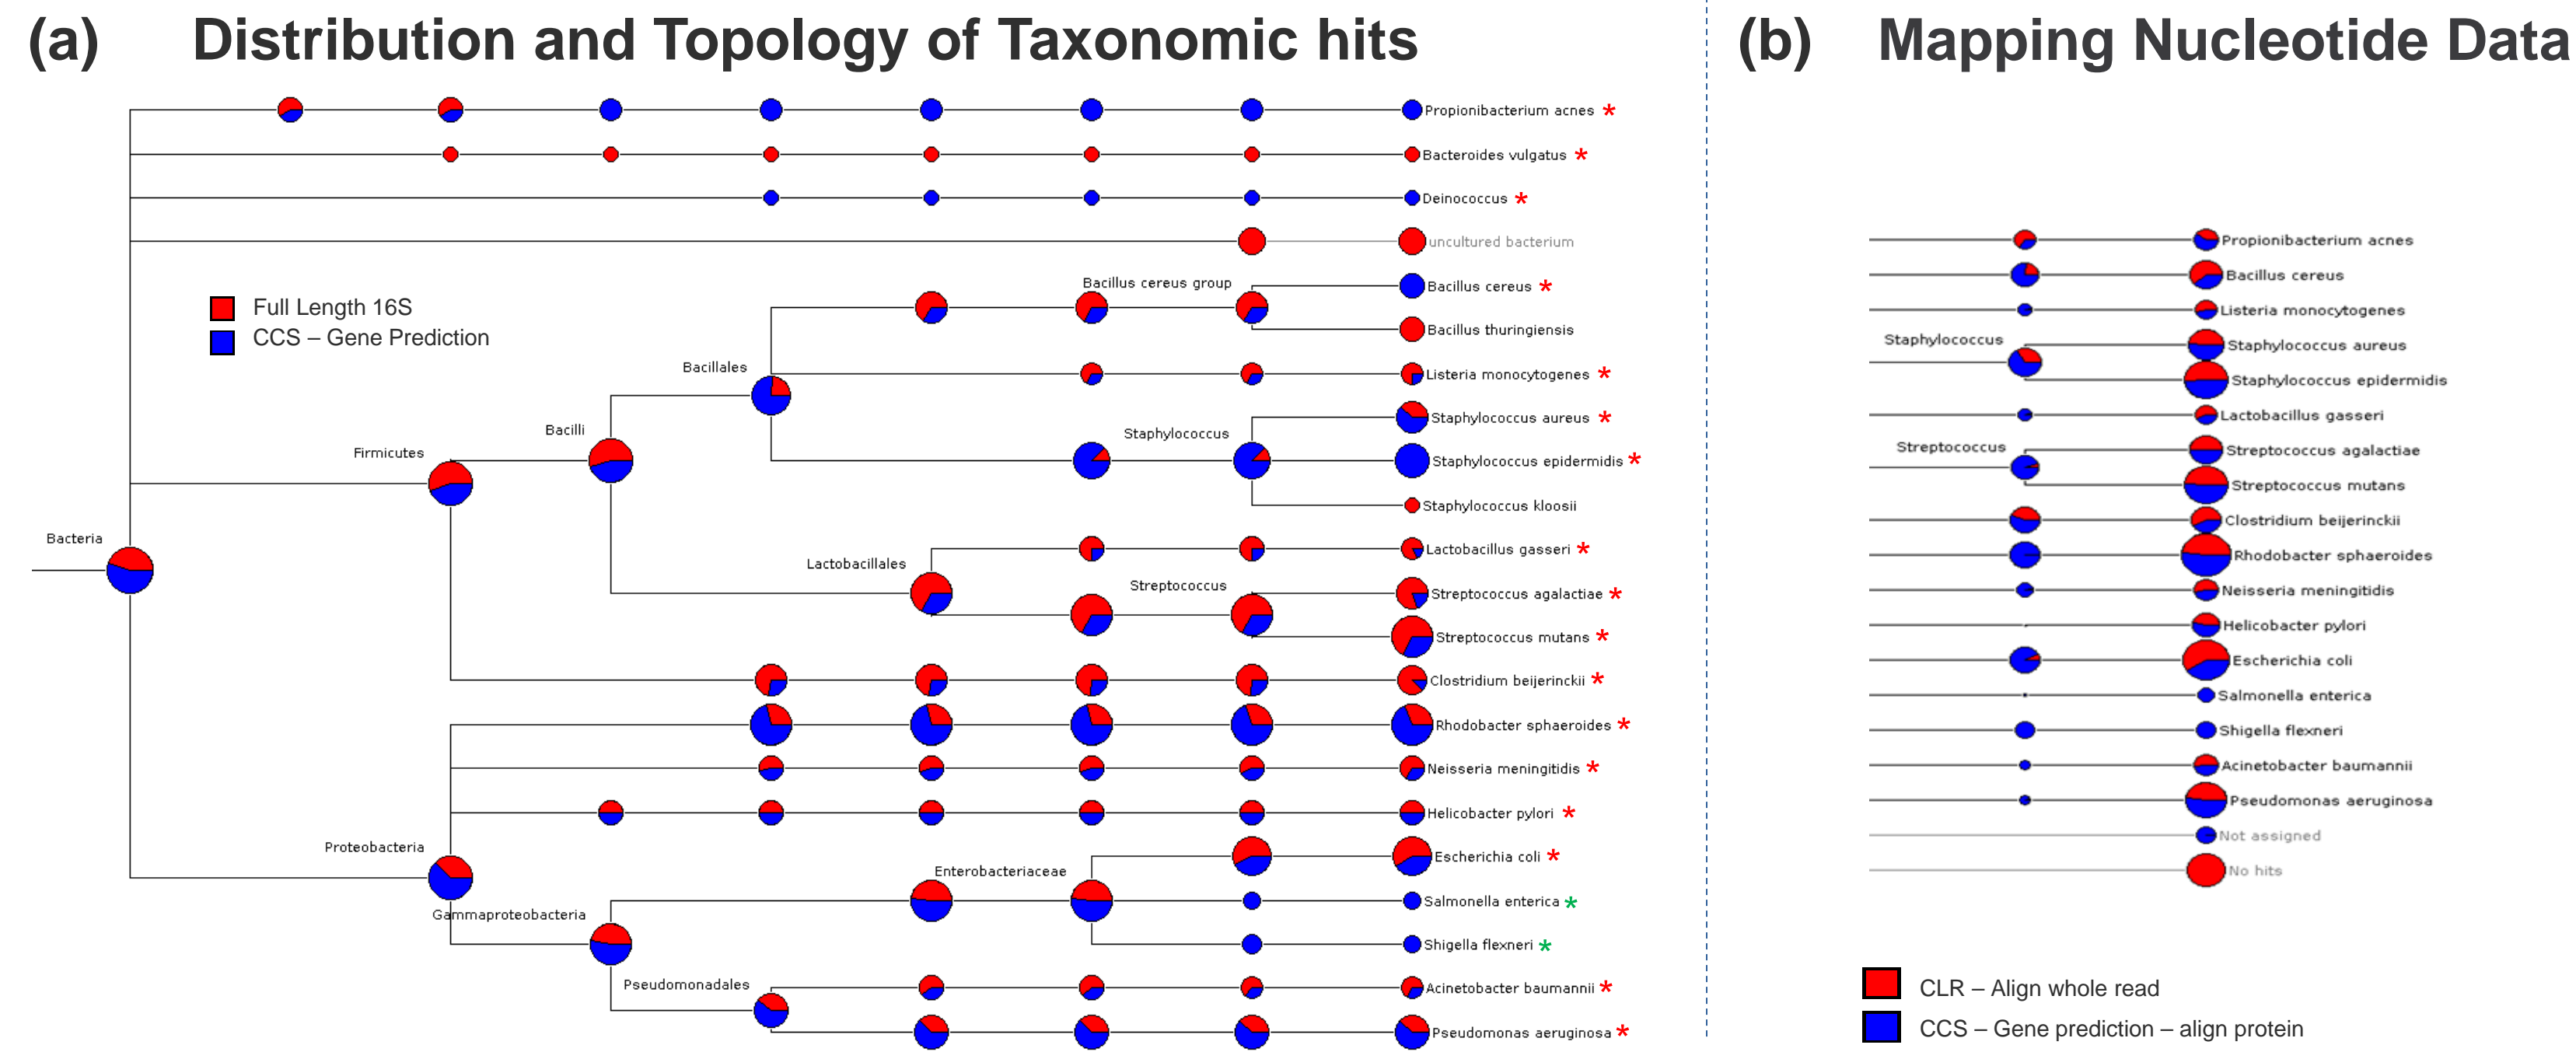 (a) Distribution and Topology of Taxonomic hits
Propionibacterium acnes *
Bacteroides vulgatus *
Deinococcus *
uncultured bacterium
Bacillus cereus group
Bacillus cereus *
Full Length 16S
CCS – Gene Prediction
Bacillus thuringiensis
Bacillales
Listeria monocytogenes *
Staphylococcus aureus *
Bacilli
Staphylococcus
Firmicutes
Staphylococcus epidermidis *
Staphylococcus kloosii
Bacteria
Lactobacillus gasseri *
Lactobacillales
Streptococcus
Streptococcus agalactiae *
Streptococcus mutans *
Clostridium beijerinckii *
Rhodobacter sphaeroides *
Neisseria meningitidis *
Helicobacter pylori *
Proteobacteria
Escherichia coli *
Enterobacteriaceae
Salmonella enterica *
Gammaproteobacteria
Shigella flexneri *
Pseudomonadales
Acinetobacter baumannii *
Pseudomonas aeruginosa *
(b) Mapping Nucleotide Data
Propionibacterium acnes
Bacillus cereus
Listeria monocytogenes
Staphylococcus
Staphylococcus aureus
Staphylococcus epidermidis
Lactobacillus gasseri
Streptococcus
Streptococcus agalactiae
Streptococcus mutans
Clostridium beijerinckii
Rhodobacter sphaeroides
Neisseria meningitidis
Helicobacter pylori
Escherichia coli
Salmonella enterica
Shigella flexneri
Acinetobacter baumannii
Pseudomonas aeruginosa
Not assigned
No hits
CLR – Align whole read
CCS – Gene prediction – align protein